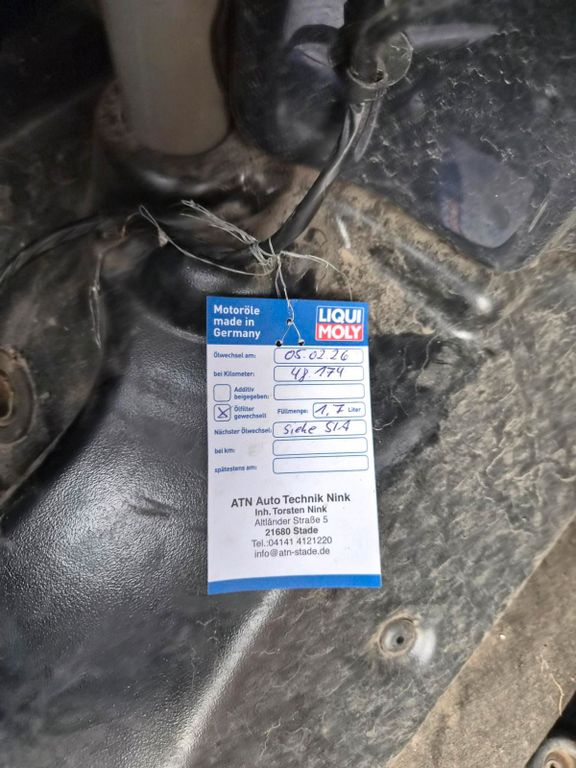 Motoröle
made in
Germany
LIQUI
MOLY
Ölwechsel am: 05.02.26
bei Kilometer: 48 174
Additiv
beigegeben:
X Ölfilter
gewechselt Füllmenge: 1,7 Liter
Nächster Ölwechsel: siehe SIA
bei km:
spätestens am:
ATN Auto Technik Nink
Inh. Torsten Nink
Altländer Straße 5
21680 Stade
Tel.:04141 4121220
info@atn-stade.de